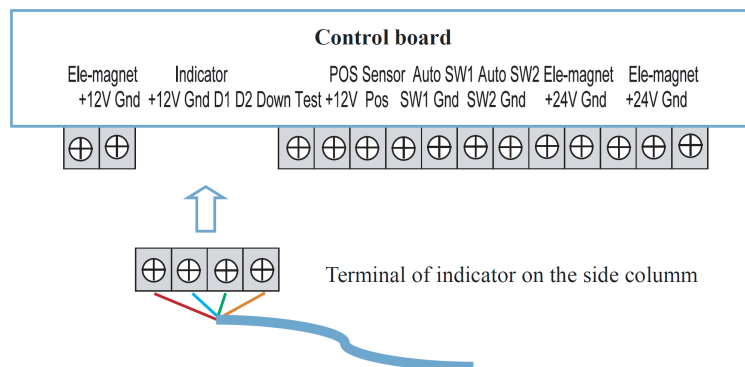 Control board
Ele-magnet Indicator POS Sensor Auto SW1 Auto SW2 Ele-magnet Ele-magnet
+12V Gnd +12V Gnd D1 D2 Down Test +12V Pos SW1 Gnd SW2 Gnd +24V Gnd +24V Gnd
Terminal of indicator on the side columm